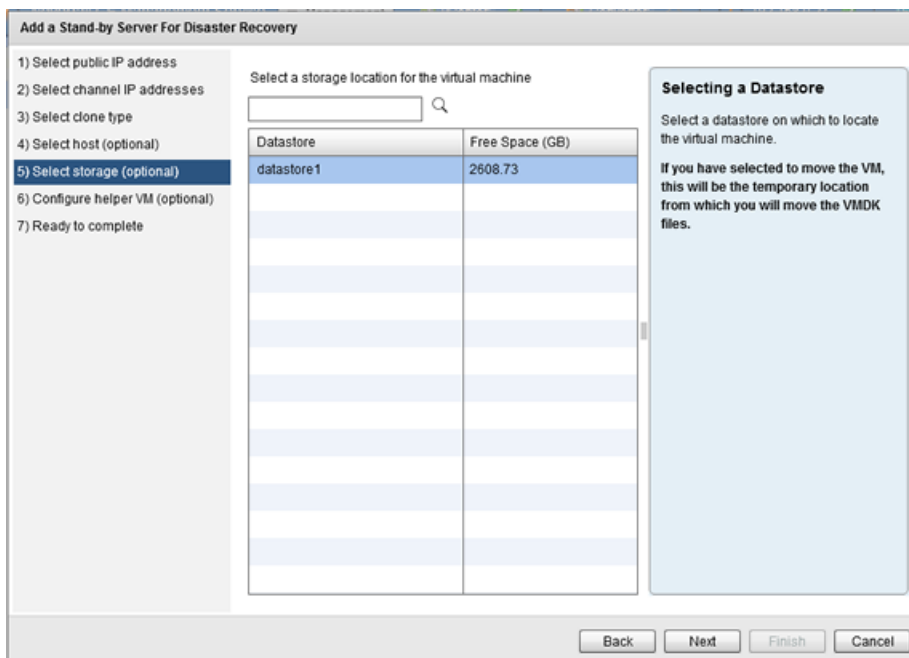 Add a Stand-by Server For Disaster Recovery
1) Select public IP address
2) Select channel IP addresses
3) Select clone type
4) Select host (optional)
5) Select storage (optional)
6) Configure helper VM (optional)
7) Ready to complete
Select a storage location for the virtual machine
Datastore Free Space (GB)
datastore1 2608.73
Selecting a Datastore
Select a datastore on which to locate
the virtual machine.
If you have selected to move the VM,
this will be the temporary location
from which you will move the VMDK
files.
Back Next Finish Cancel